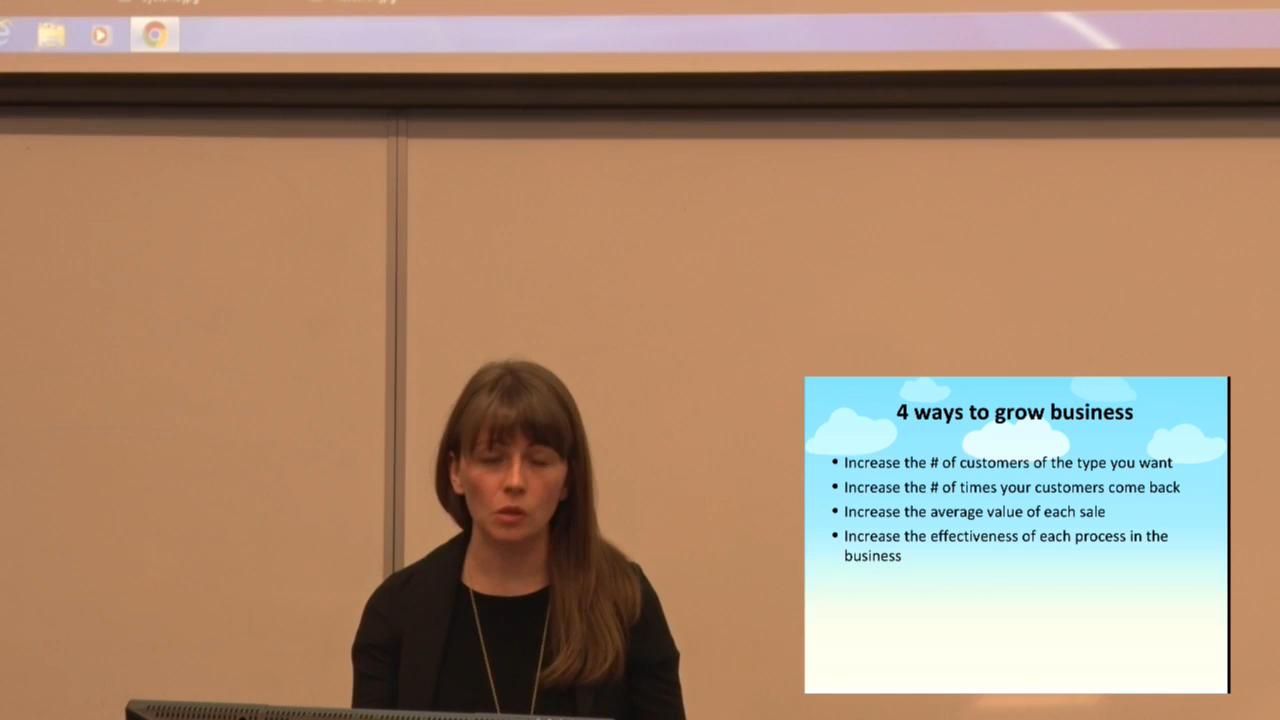 4 ways to grow business
• Increase the # of customers of the type you want
• Increase the # of times your customers come back
• Increase the average value of each sale
• Increase the effectiveness of each process in the
business